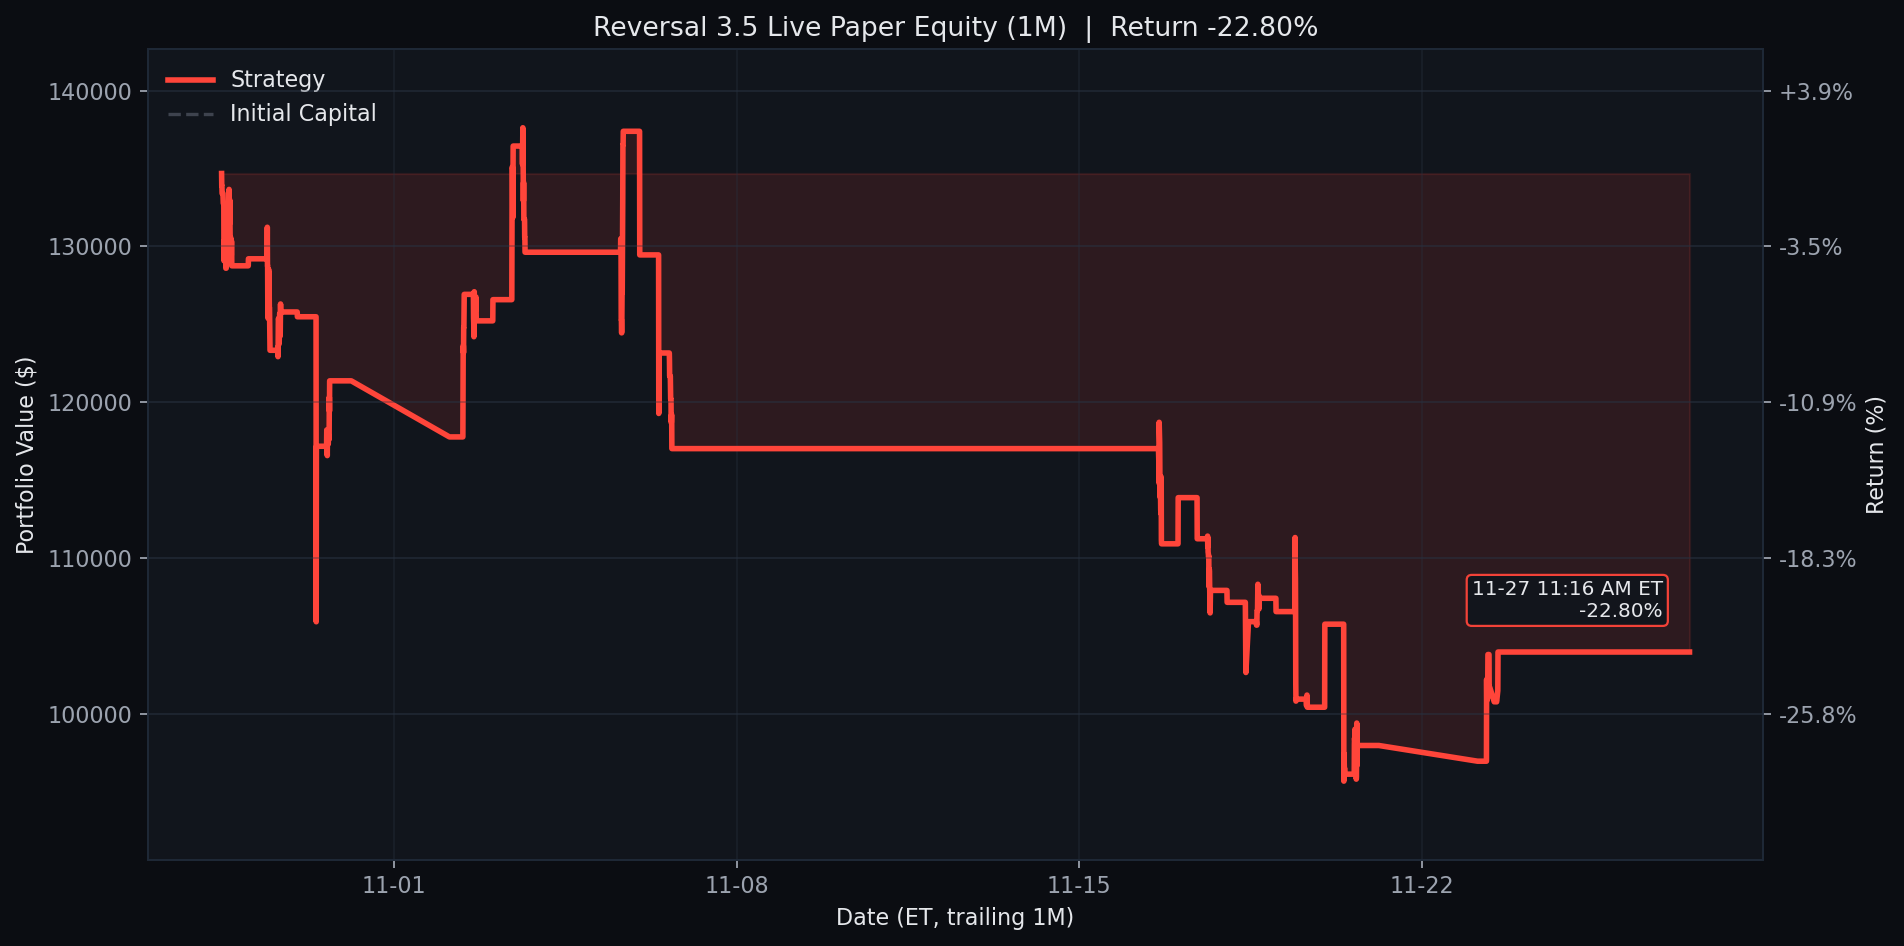 Reversal 3.5 Live Paper Equity (1M) | Return -22.80%
Strategy
Initial Capital
140000
130000
120000
110000
100000
Portfolio Value ($)
+3.9%
-3.5%
-10.9%
-18.3%
-25.8%
Return (%)
11-27 11:16 AM ET
-22.80%
11-01
11-08
11-15
11-22
Date (ET, trailing 1M)